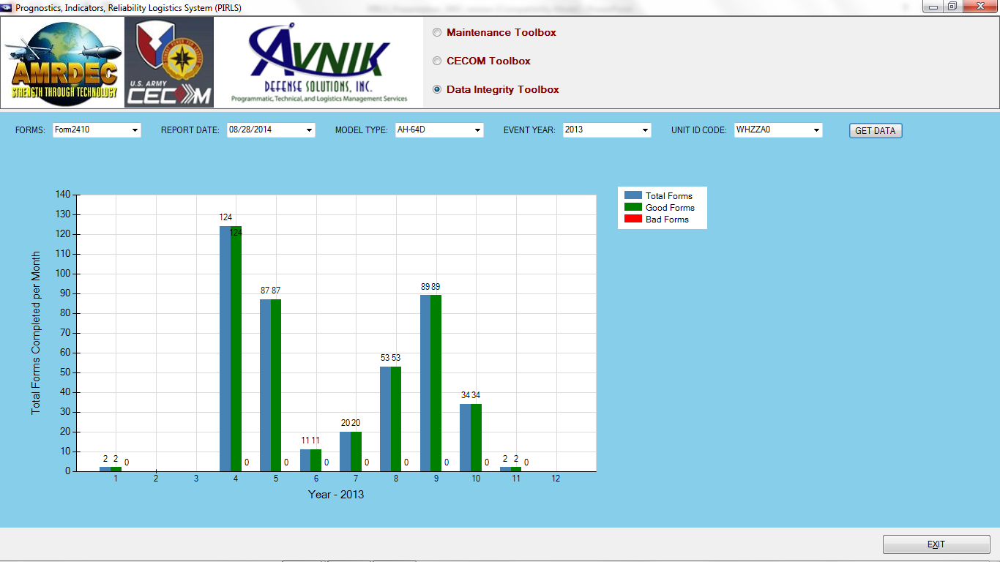 Prognostics, Indicators, Reliability Logistics System (PIRLS)
AMRDEC
STRENGTH THROUGH TECHNOLOGY
U.S. ARMY
CECOM
AVNIK
DEFENSE SOLUTIONS, INC.
Programmatic, Technical, and Logistics Management Services
Maintenance Toolbox
CECOM Toolbox
Data Integrity Toolbox
FORMS: Form2410 REPORT DATE: 08/28/2014 MODEL TYPE: AH-64D EVENT YEAR: 2013 UNIT ID CODE: WHZZA0 GET DATA
Total Forms
Good Forms
Bad Forms
Total Forms Completed per Month
140
130
120
110
100
90
80
70
60
50
40
30
20
10
0
2 2 0
124 124 0
87 87 0
11 11 0
20 20 0
53 53 0
89 89 0
34 34 0
2 2 0
1 2 3 4 5 6 7 8 9 10 11 12
Year - 2013
EXIT